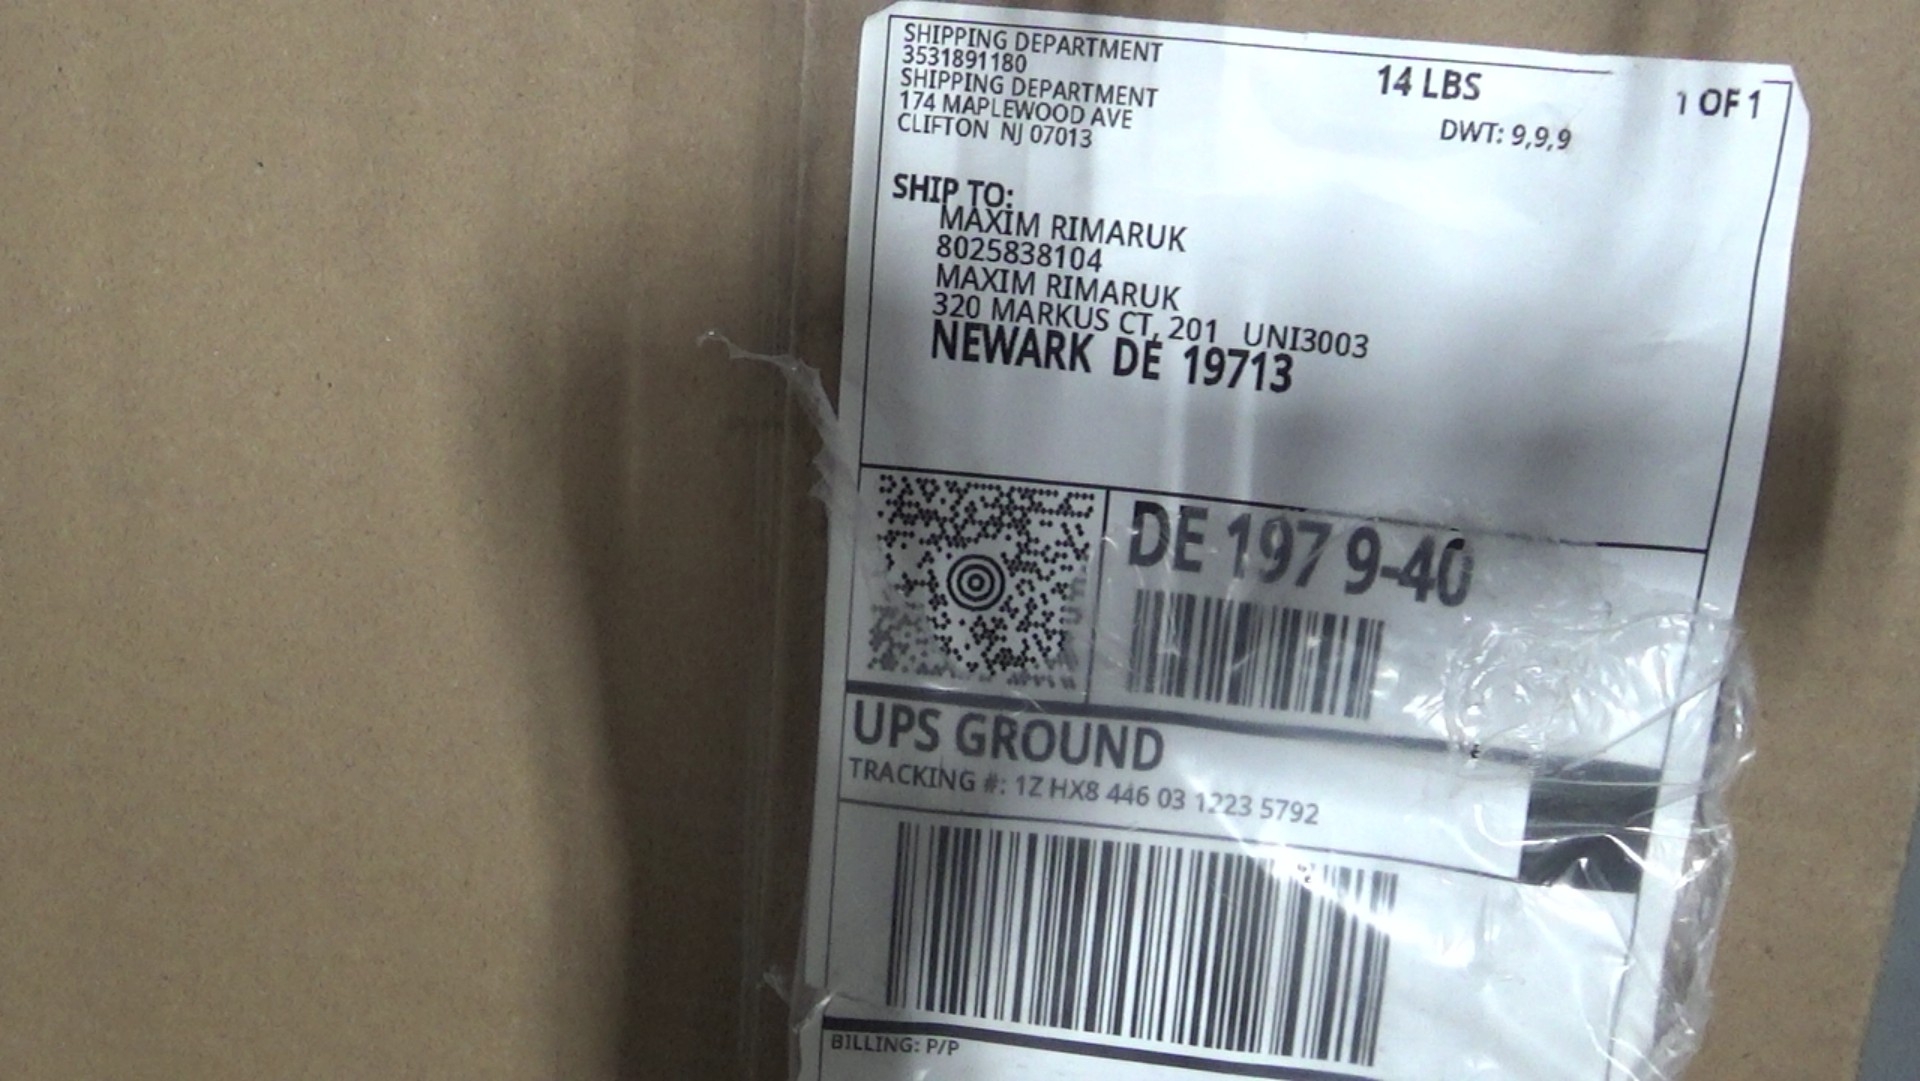 SHIPPING DEPARTMENT
3531891180
SHIPPING DEPARTMENT
174 MAPLEWOOD AVE
CLIFTON NJ 07013
14 LBS
1 OF 1
DWT: 9,9,9
SHIP TO:
MAXIM RIMARUK
8025838104
MAXIM RIMARUK
320 MARKUS CT, 201 UNI3003
NEWARK DE 19713
DE 197 9-40
UPS GROUND
TRACKING #: 1Z HX8 446 03 1223 5792
BILLING: P/P